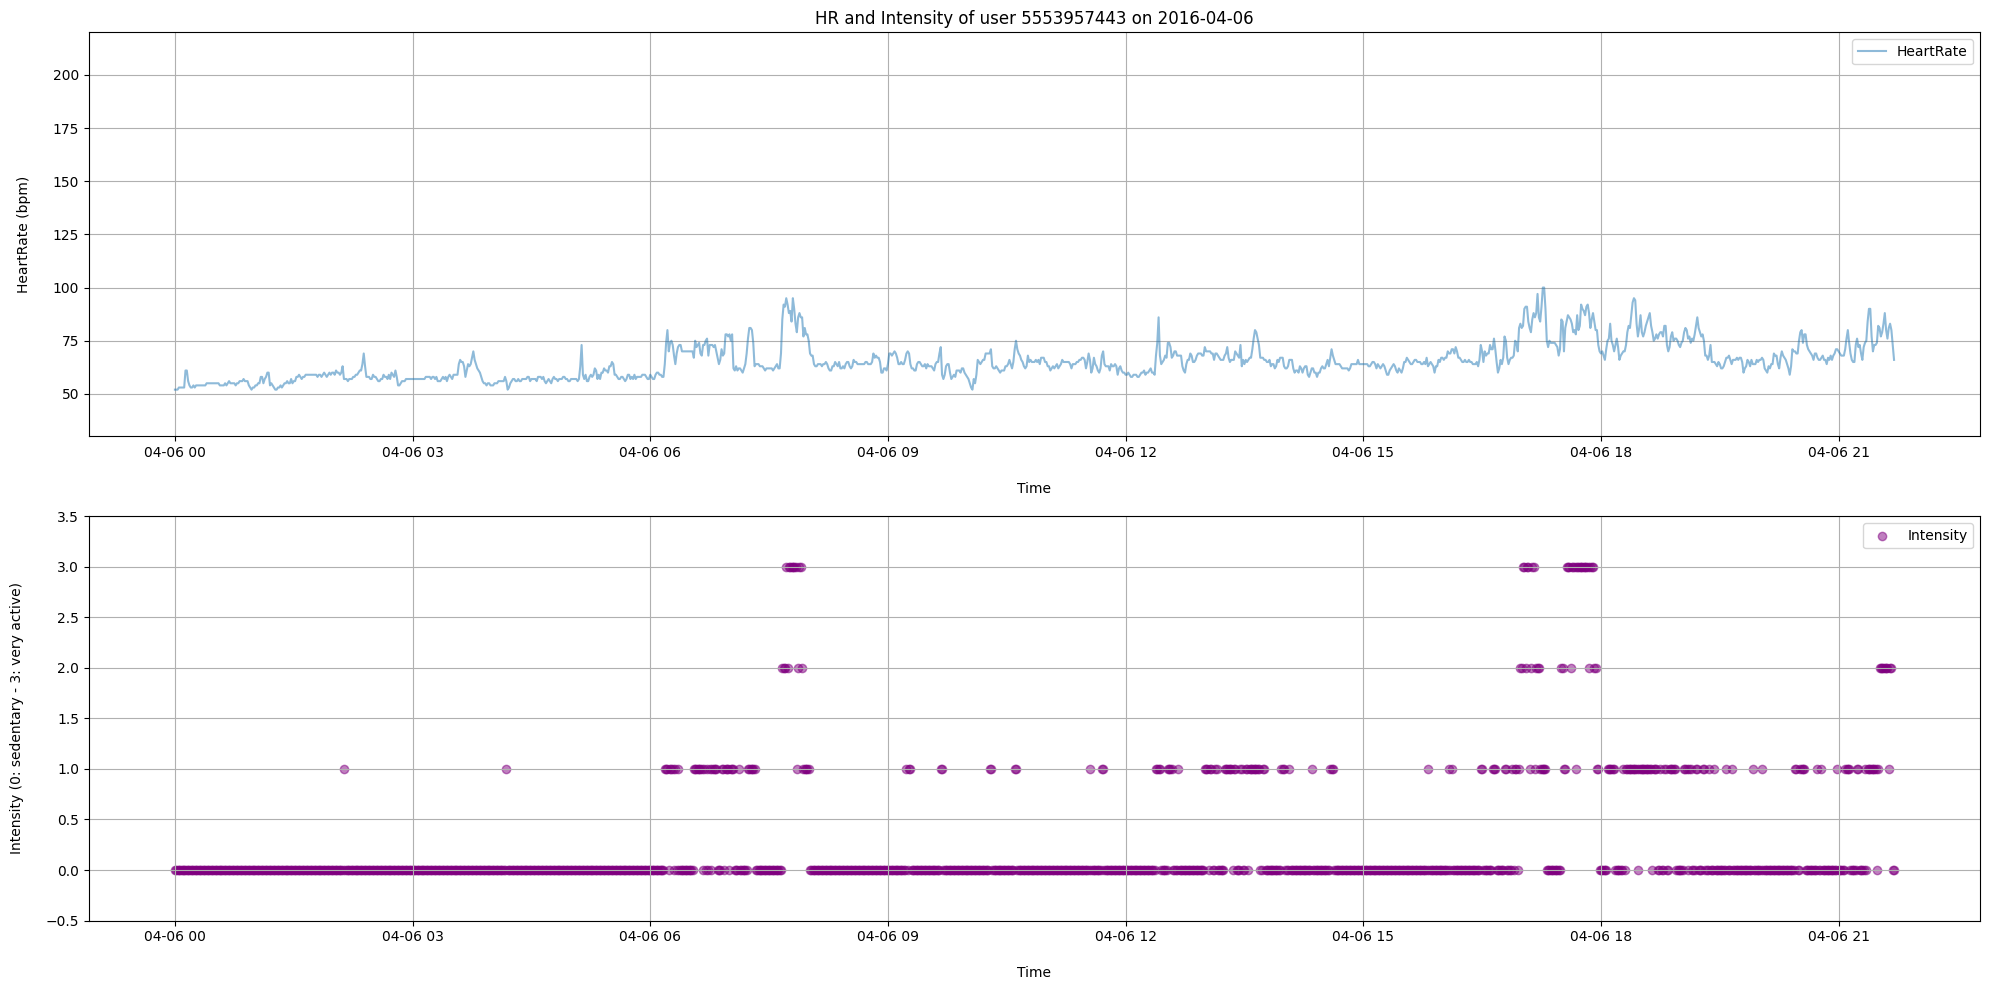 HR and Intensity of user 5553957443 on 2016-04-06
HeartRate
200
175
150
125
100
75
50
HeartRate (bpm)
04-06 00 04-06 03 04-06 06 04-06 09 04-06 12 04-06 15 04-06 18 04-06 21
Time
Intensity
3.5
3.0
2.5
2.0
1.5
1.0
0.5
0.0
−0.5
Intensity (0: sedentary - 3: very active)
04-06 00 04-06 03 04-06 06 04-06 09 04-06 12 04-06 15 04-06 18 04-06 21
Time